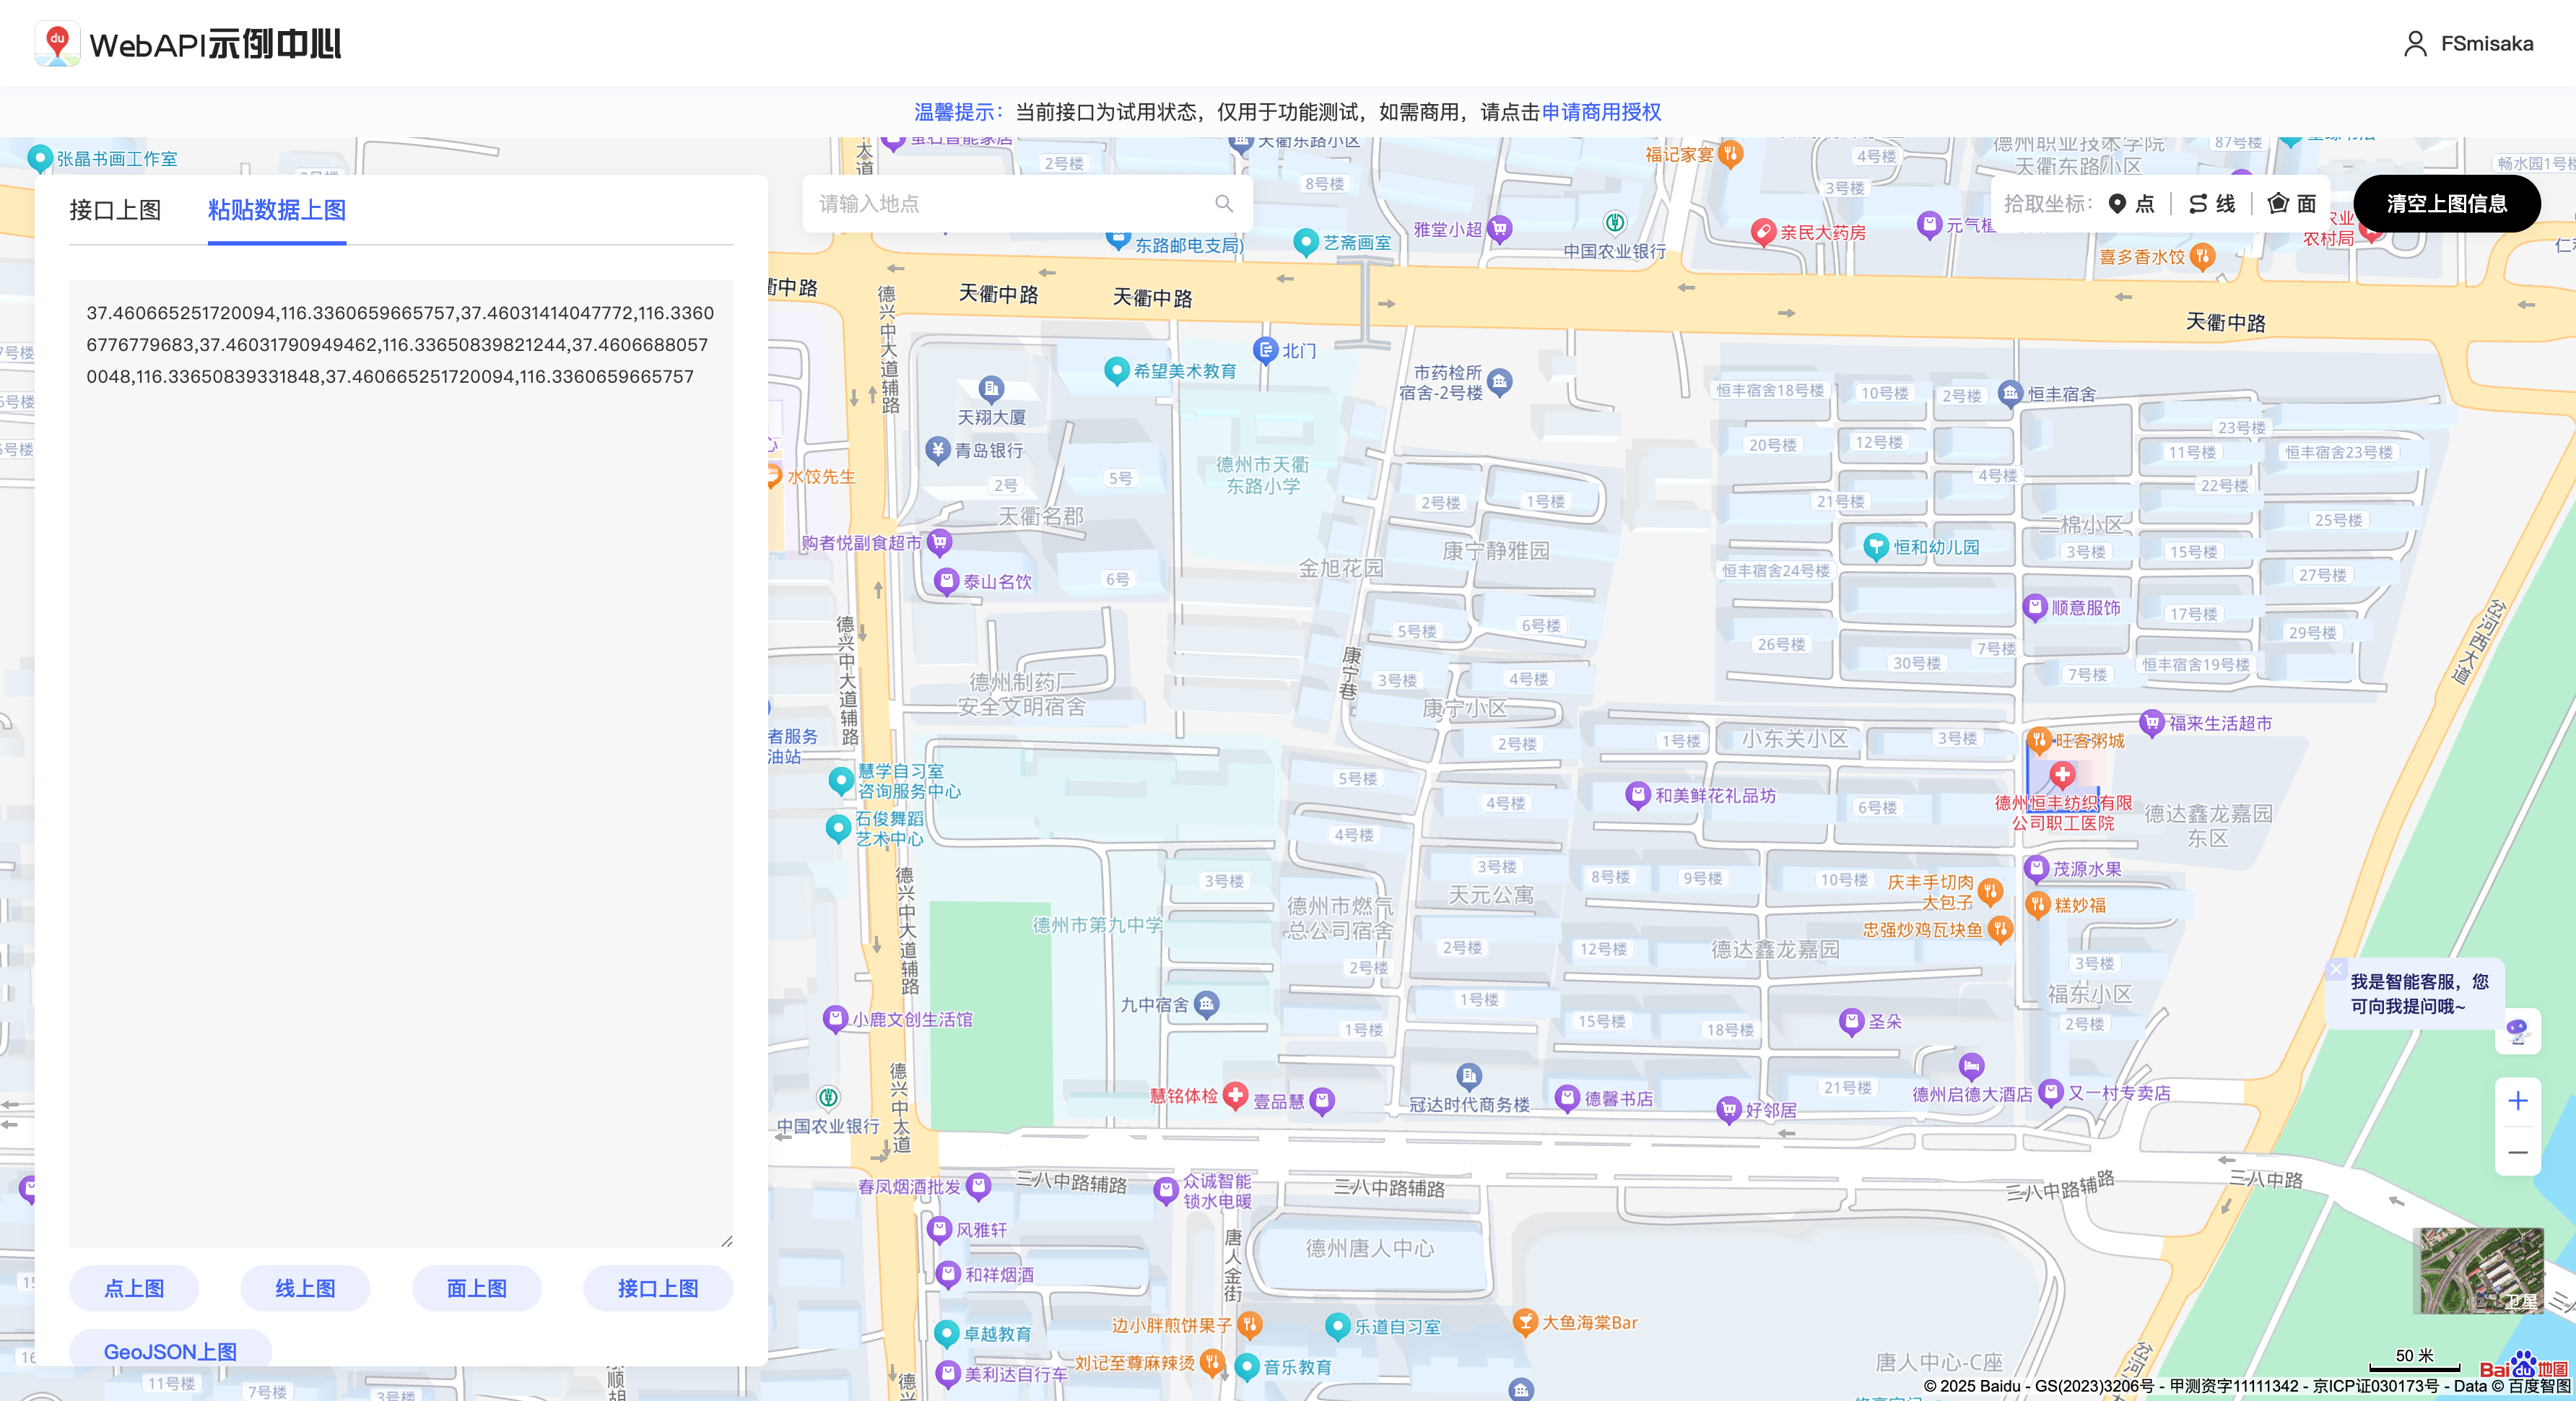 WebAPI示例中心
FSmisaka
温馨提示：当前接口为试用状态，仅用于功能测试，如需商用，请点击申请商用授权
接口上图
粘贴数据上图
37.460665251720094,116.3360659665757,37.46031414047772,116.3360
6776779683,37.46031790949462,116.33650839821244,37.4606688057
0048,116.33650839331848,37.460665251720094,116.3360659665757
点上图
线上图
面上图
接口上图
GeoJSON上图
请输入地点
拾取坐标：
点
线
面
清空上图信息
张晶书画工作室
2号楼
天衢东路小区
8号楼
福记家宴
4号楼
3号楼
天衢东路小区
87号楼
东路邮电支局)
艺斋画室
雅堂小超
中国农业银行
亲民大药房
农村局
喜多香水饺
天衢中路
天衢中路
天衢中路
德兴中大道辅路
希望美术教育
北门
市药检所
宿舍-2号楼
天翔大厦
青岛银行
水饺先生
2号
5号
天衢名郡
德州市天衢
东路小学
购者悦副食超市
泰山名饮
6号
金旭花园
2号楼
1号楼
康宁静雅园
5号楼
6号楼
康宁巷
3号楼
4号楼
康宁小区
2号楼
恒丰宿舍18号楼
10号楼
2号楼
恒丰宿舍
20号楼
12号楼
23号楼
11号楼
恒丰宿舍23号楼
4号楼
22号楼
21号楼
25号楼
二棉小区
恒和幼儿园
3号楼
15号楼
恒丰宿舍24号楼
27号楼
顺意服饰
17号楼
26号楼
29号楼
7号楼
30号楼
恒丰宿舍19号楼
7号楼
岔河西大道
德兴中大道辅路
德州制药厂
安全文明宿舍
者服务
油站
慧学自习室
咨询服务中心
石俊舞蹈
艺术中心
1号楼
小东关小区
3号楼
福来生活超市
旺客粥城
5号楼
4号楼
和美鲜花礼品坊
6号楼
德州恒丰纺织有限
公司职工医院
德达鑫龙嘉园
东区
4号楼
3号楼
茂源水果
3号楼
天元公寓
8号楼
9号楼
10号楼
庆丰手切肉
大包子
糕妙福
忠强炒鸡瓦块鱼
德兴中大道辅路
德州市第九中学
德州市燃气
总公司宿舍
2号楼
12号楼
德达鑫龙嘉园
2号楼
3号楼
福东小区
九中宿舍
小鹿文创生活馆
1号楼
1号楼
15号楼
18号楼
圣朵
2号楼
我是智能客服，您
可向我提问哦~
德兴中大道
慧铭体检
壹品慧
冠达时代商务楼
德馨书店
好邻居
21号楼
德州启德大酒店
又一村专卖店
中国农业银行
春凤烟酒批发
三八中路辅路
众诚智能
锁水电暖
三八中路辅路
三八中路辅路
三八中路
风雅轩
唐人金街
德州唐人中心
和祥烟酒
卓越教育
边小胖煎饼果子
乐道自习室
大鱼海棠Bar
刘记至尊麻辣烫
音乐教育
美利达自行车
唐人中心-C座
11号楼
7号楼
3号楼
卫星
50 米
Bai du 地图
© 2025 Baidu - GS(2023)3206号 - 甲测资字11111342 - 京ICP证030173号 - Data © 百度智图